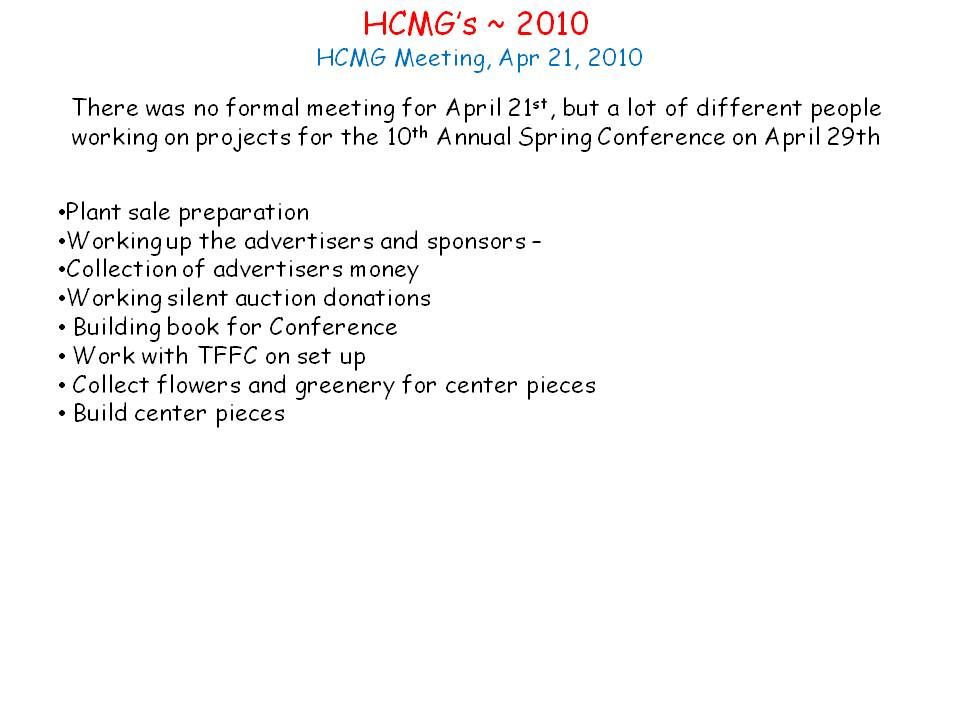 HCMG's ~ 2010
HCMG Meeting, Apr 21, 2010
There was no formal meeting for April 21st, but a lot of different people
working on projects for the 10th Annual Spring Conference on April 29th
•Plant sale preparation
•Working up the advertisers and sponsors –
•Collection of advertisers money
•Working silent auction donations
• Building book for Conference
• Work with TFFC on set up
• Collect flowers and greenery for center pieces
• Build center pieces